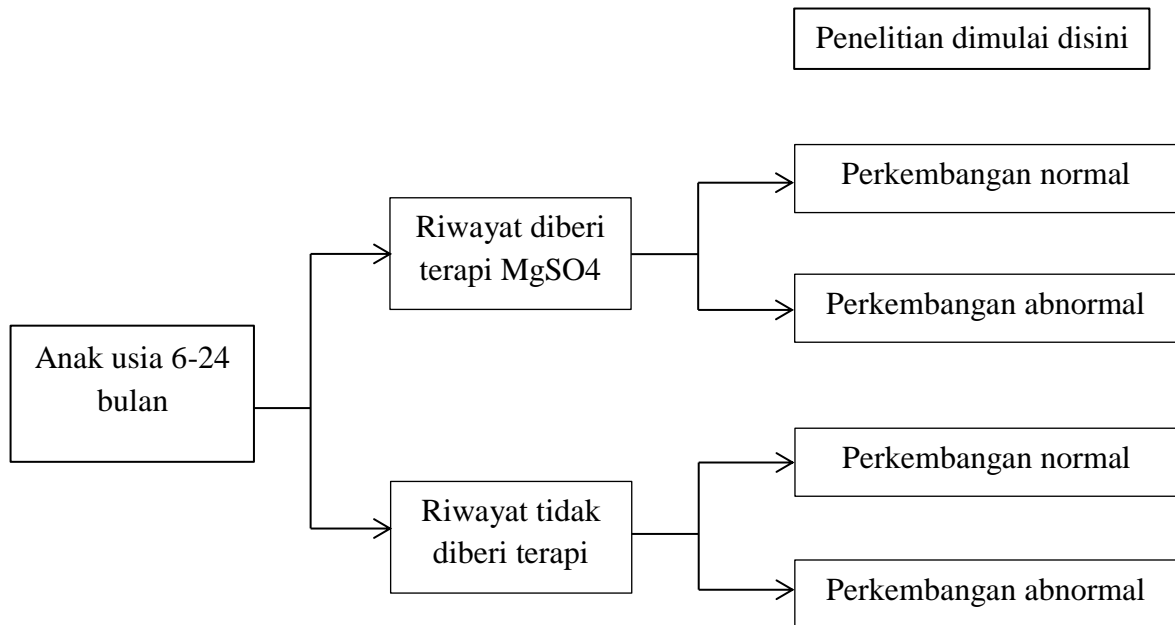 Penelitian dimulai disini
Perkembangan normal
Riwayat diberi
terapi MgSO4
Perkembangan abnormal
Anak usia 6-24
bulan
Perkembangan normal
Riwayat tidak
diberi terapi
Perkembangan abnormal